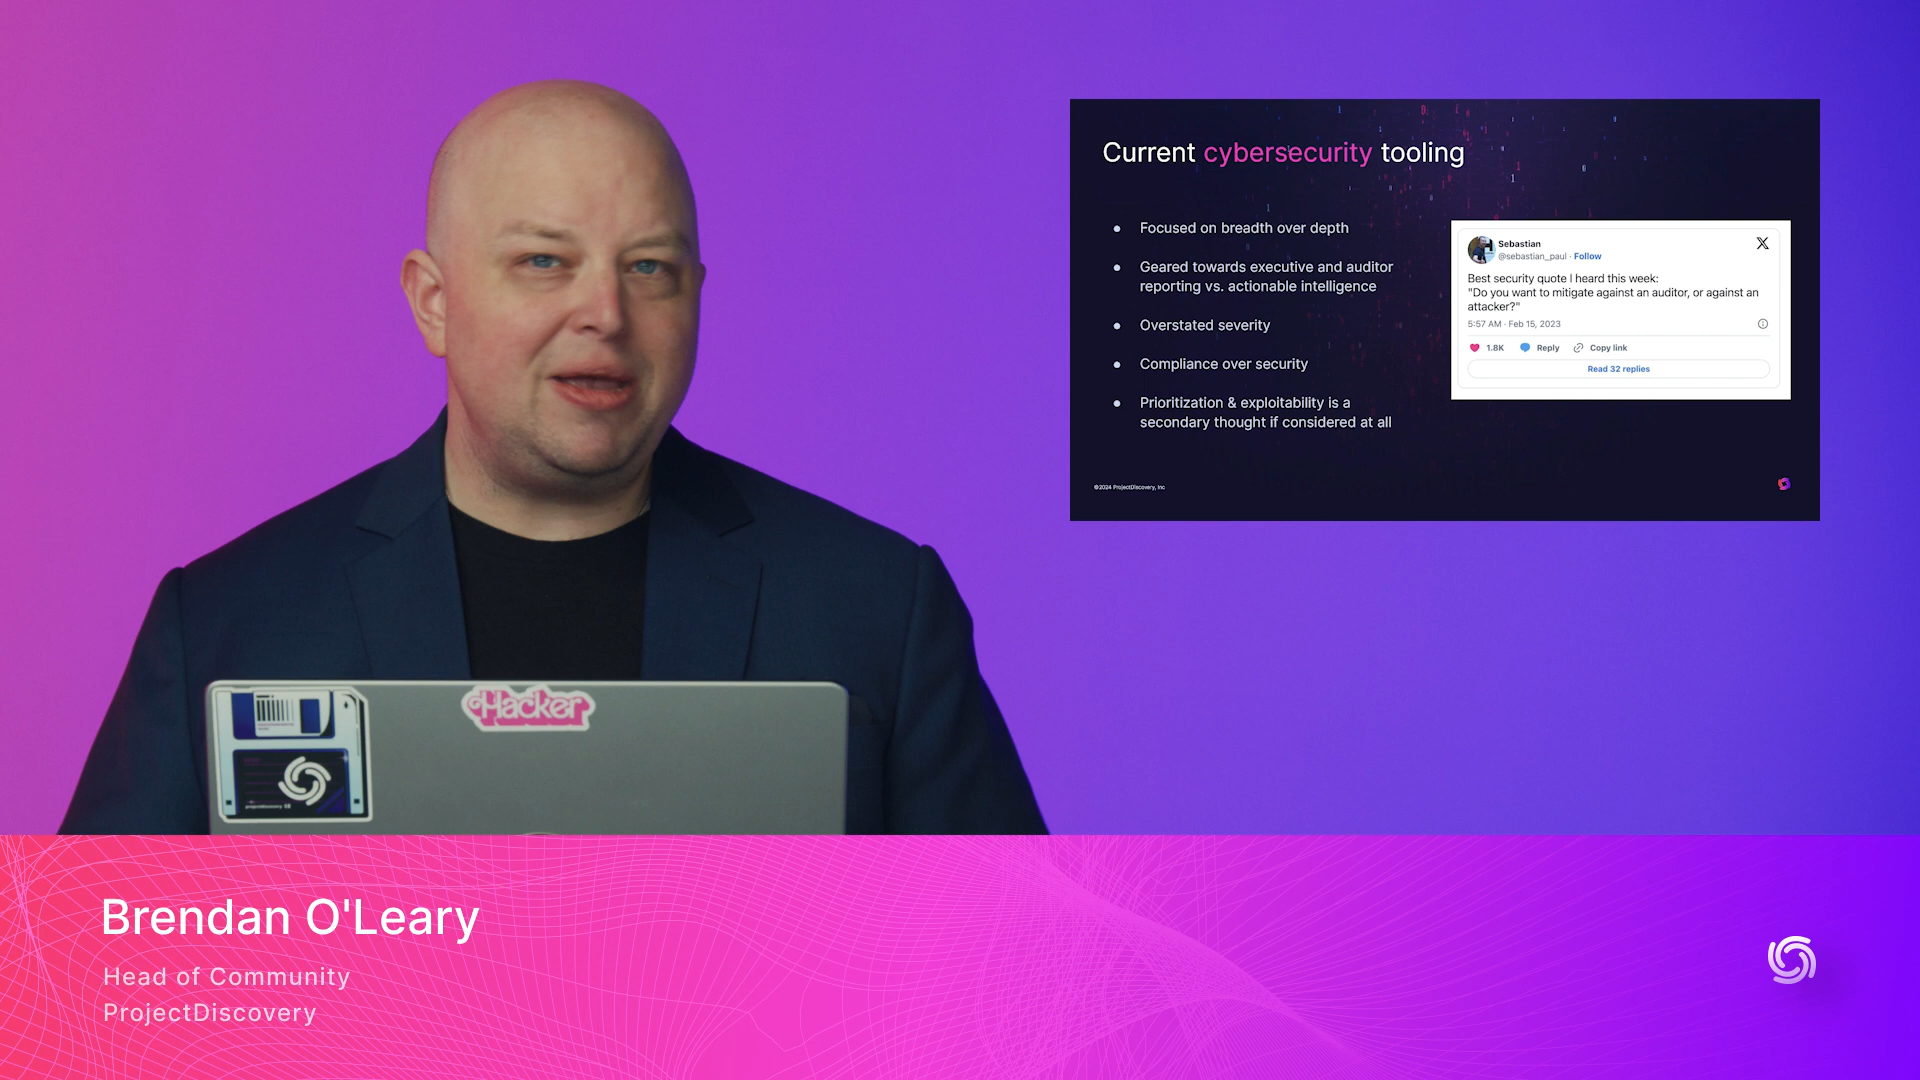 Current cybersecurity tooling
Focused on breadth over depth
Geared towards executive and auditor
reporting vs. actionable intelligence
Overstated severity
Compliance over security
Prioritization & exploitability is a
secondary thought if considered at all
Sebastian
@sebastian_paul · Follow
Best security quote I heard this week:
"Do you want to mitigate against an auditor, or against an
attacker?"
5:57 AM · Feb 15, 2023
1.8K Reply Copy link
Read 32 replies
©2024 ProjectDiscovery, Inc
Hacker
projectdiscovery
Brendan O'Leary
Head of Community
ProjectDiscovery